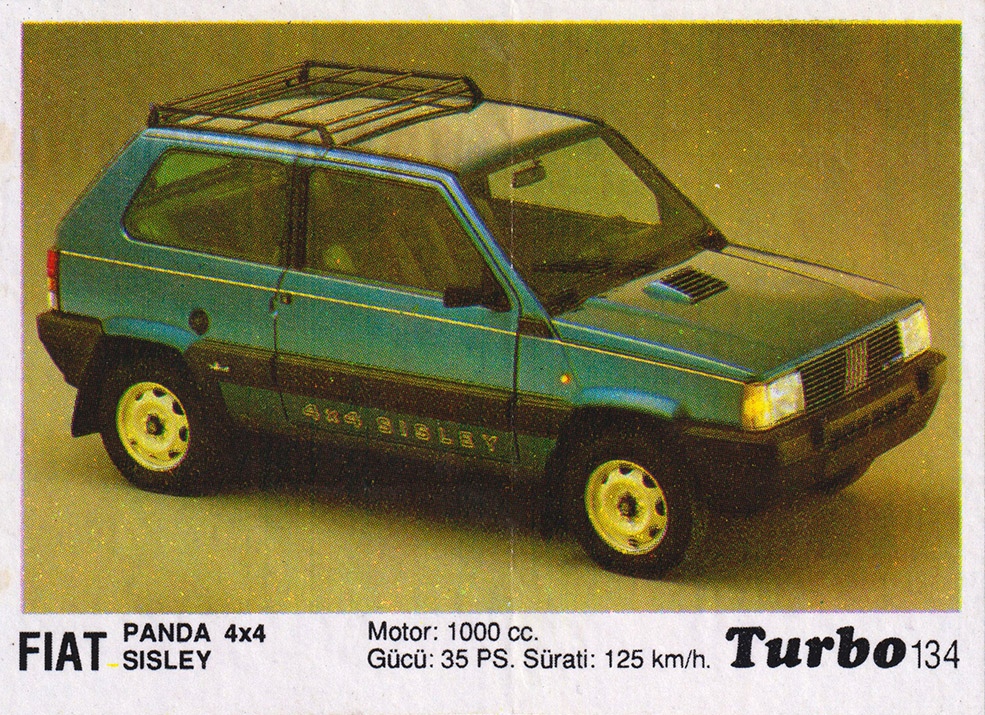 4x4 SISLEY
FIAT PANDA 4x4
SISLEY
Motor: 1000 cc.
Gücü: 35 PS. Sürati: 125 km/h.
Turbo 134